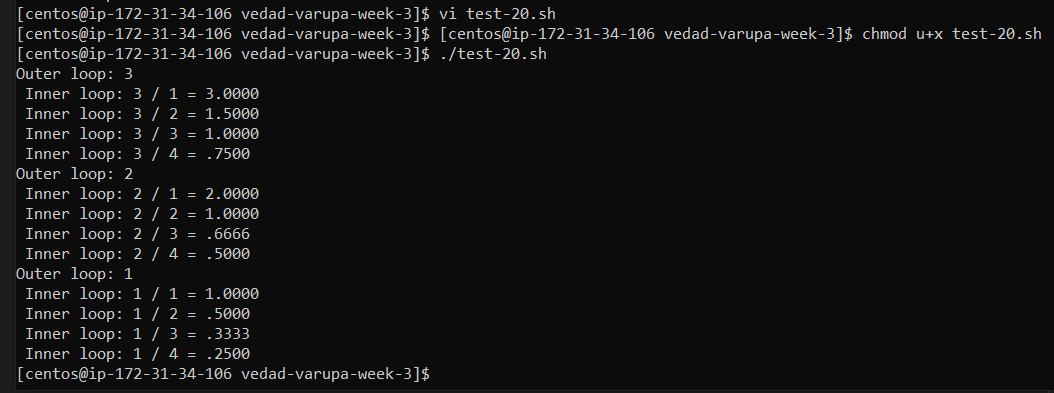 [centos@ip-172-31-34-106 vedad-varupa-week-3]$ vi test-20.sh
[centos@ip-172-31-34-106 vedad-varupa-week-3]$ [centos@ip-172-31-34-106 vedad-varupa-week-3]$ chmod u+x test-20.sh
[centos@ip-172-31-34-106 vedad-varupa-week-3]$ ./test-20.sh
Outer loop: 3
 Inner loop: 3 / 1 = 3.0000
 Inner loop: 3 / 2 = 1.5000
 Inner loop: 3 / 3 = 1.0000
 Inner loop: 3 / 4 = .7500
Outer loop: 2
 Inner loop: 2 / 1 = 2.0000
 Inner loop: 2 / 2 = 1.0000
 Inner loop: 2 / 3 = .6666
 Inner loop: 2 / 4 = .5000
Outer loop: 1
 Inner loop: 1 / 1 = 1.0000
 Inner loop: 1 / 2 = .5000
 Inner loop: 1 / 3 = .3333
 Inner loop: 1 / 4 = .2500
[centos@ip-172-31-34-106 vedad-varupa-week-3]$